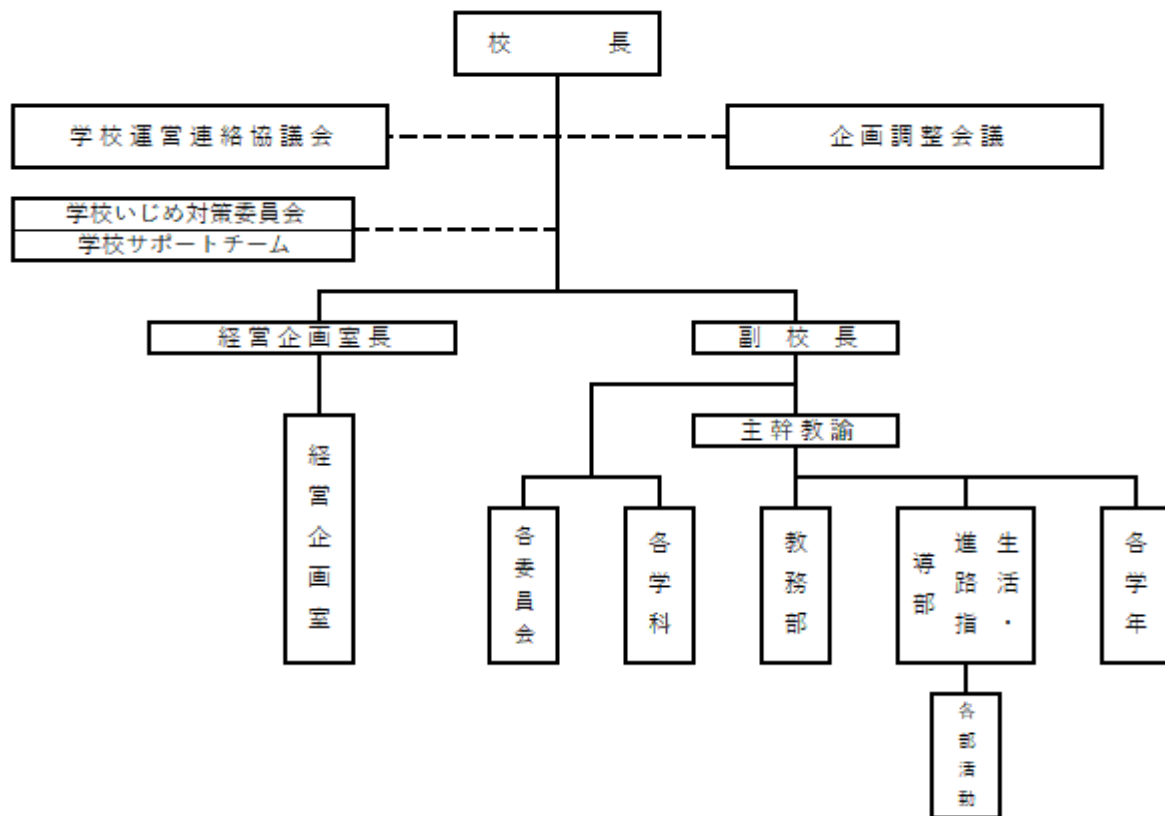 校長
学校運営連絡協議会
企画調整会議
学校いじめ対策委員会
学校サポートチーム
経営企画室長
副校長
主幹教諭
経営企画室
各委員会
各学科
教務部
生活・
進路指
導部
各学年
各部活動